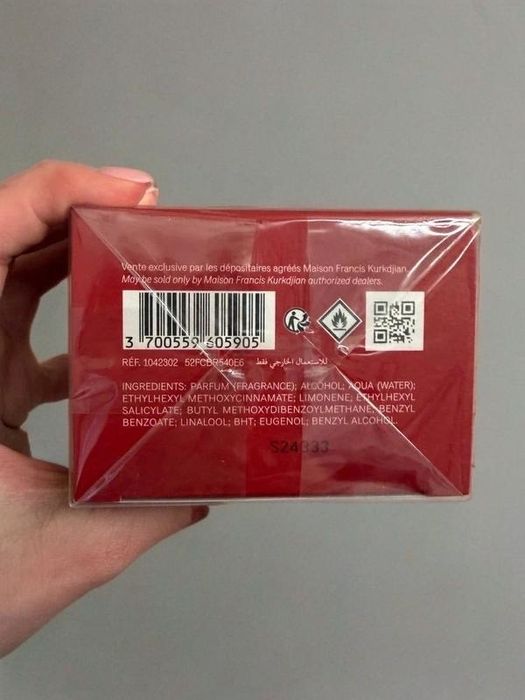 Vente exclusive par les dépositaires agréés Maison Francis Kurkdjian.
May be sold only by Maison Francis Kurkdjian authorized dealers.
3 700559 605905
RÉF. 1042302 52FCBR540E6 - للاستعمال الخارجي فقط
INGREDIENTS: PARFUM (FRAGRANCE); ALCOHOL; AQUA (WATER);
ETHYLHEXYL METHOXYCINNAMATE; LIMONENE; ETHYLHEXYL
SALICYLATE; BUTYL METHOXYDIBENZOYLMETHANE; BENZYL
BENZOATE; LINALOOL; BHT; EUGENOL; BENZYL ALCOHOL.
S24333